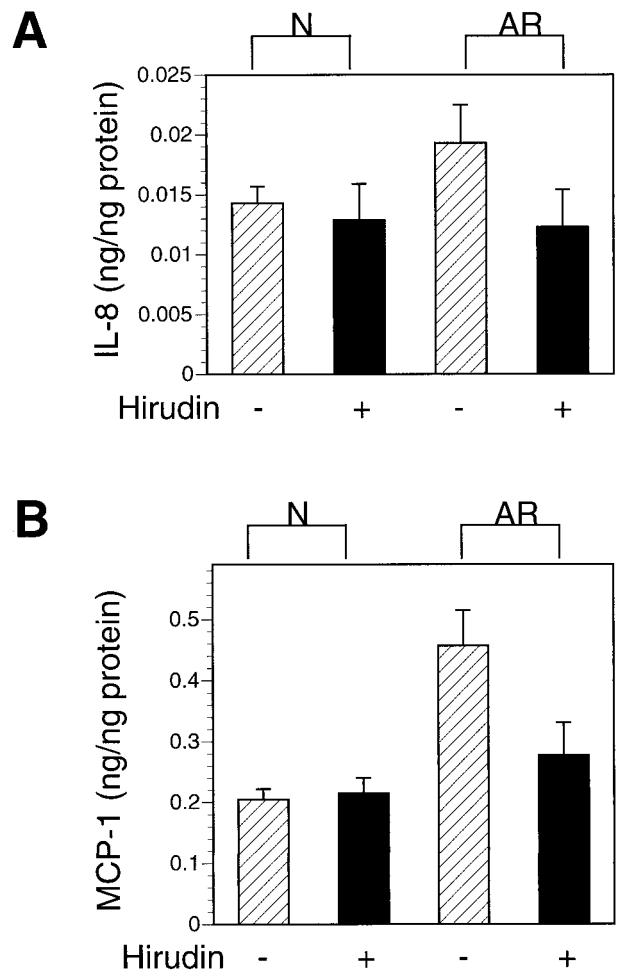 A
N AR
IL-8 (ng/ng protein)
0.025
0.02
0.015
0.01
0.005
0
Hirudin - + - +
B
N AR
MCP-1 (ng/ng protein)
0.5
0.4
0.3
0.2
0.1
0
Hirudin - + - +